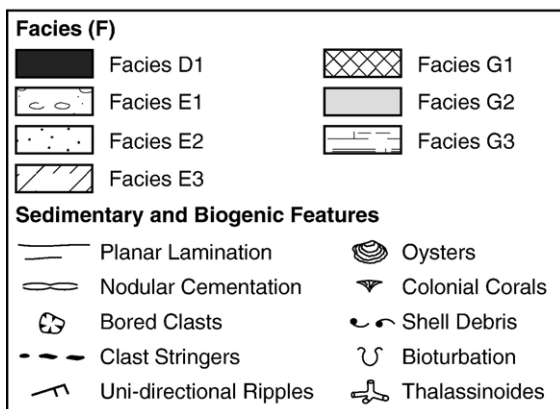 Facies (F)
Facies D1 Facies G1
Facies E1 Facies G2
Facies E2 Facies G3
Facies E3
Sedimentary and Biogenic Features
Planar Lamination Oysters
Nodular Cementation Colonial Corals
Bored Clasts Shell Debris
Clast Stringers Bioturbation
Uni-directional Ripples Thalassinoides